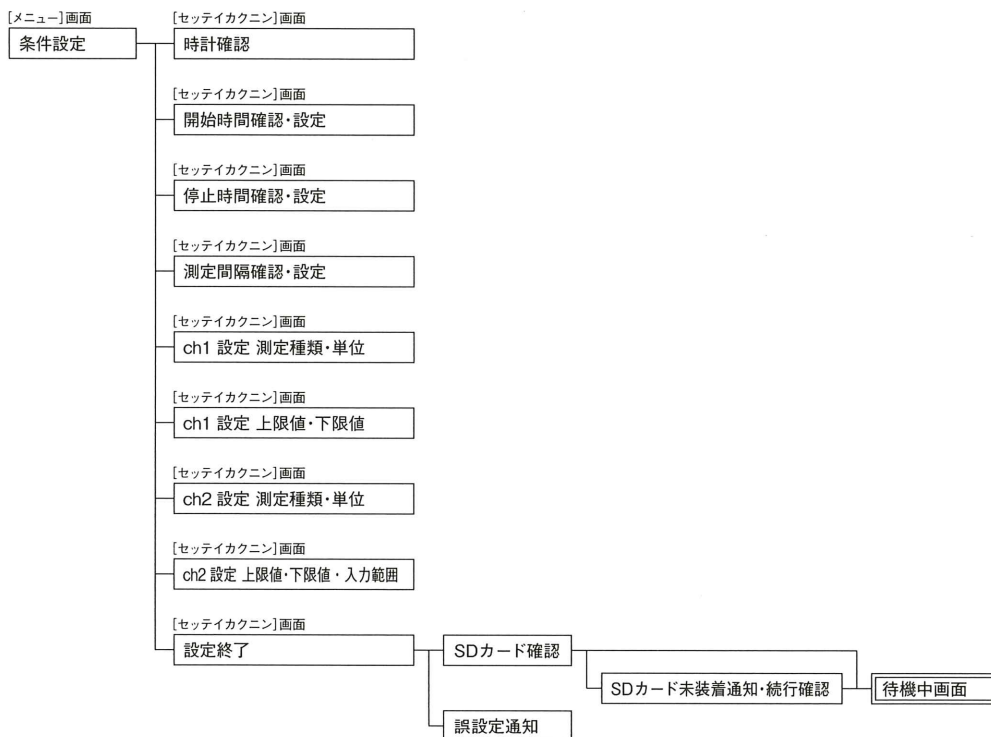 [メニュー]画面
条件設定
[セッテイカクニン]画面
時計確認
[セッテイカクニン]画面
開始時間確認・設定
[セッテイカクニン]画面
停止時間確認・設定
[セッテイカクニン]画面
測定間隔確認・設定
[セッテイカクニン]画面
ch1 設定 測定種類・単位
[セッテイカクニン]画面
ch1 設定 上限値・下限値
[セッテイカクニン]画面
ch2 設定 測定種類・単位
[セッテイカクニン]画面
ch2 設定 上限値・下限値・入力範囲
[セッテイカクニン]画面
設定終了
SDカード確認
SDカード未装着通知・続行確認
待機中画面
誤設定通知